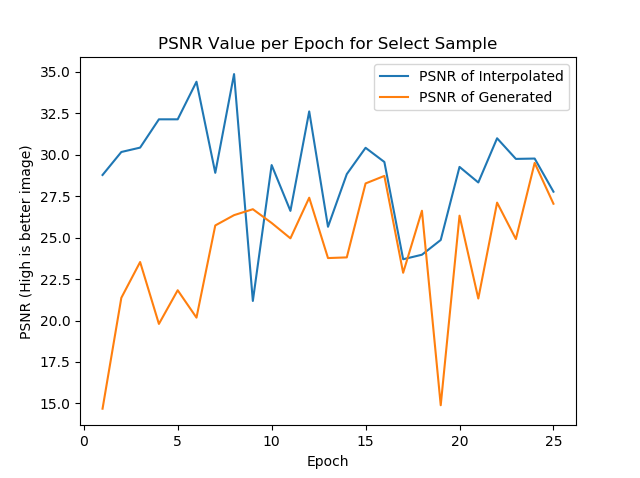 PSNR Value per Epoch for Select Sample
PSNR of Interpolated
PSNR of Generated
PSNR (High is better image)
35.0
32.5
30.0
27.5
25.0
22.5
20.0
17.5
15.0
0 5 10 15 20 25
Epoch